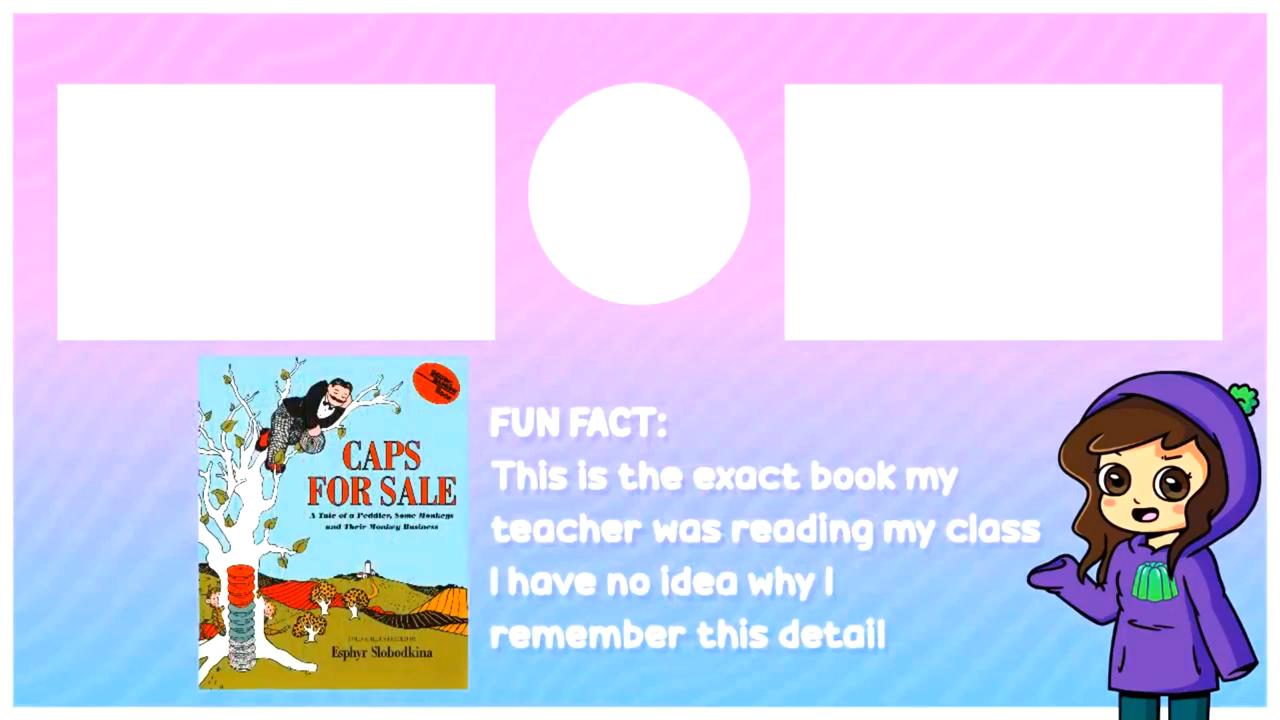 CAPS
FOR SALE
A Tale of a Peddler, Some Monkeys
and Their Monkey Business
Esphyr Slobodkina
FUN FACT:
This is the exact book my
teacher was reading my class
I have no idea why I
remember this detail